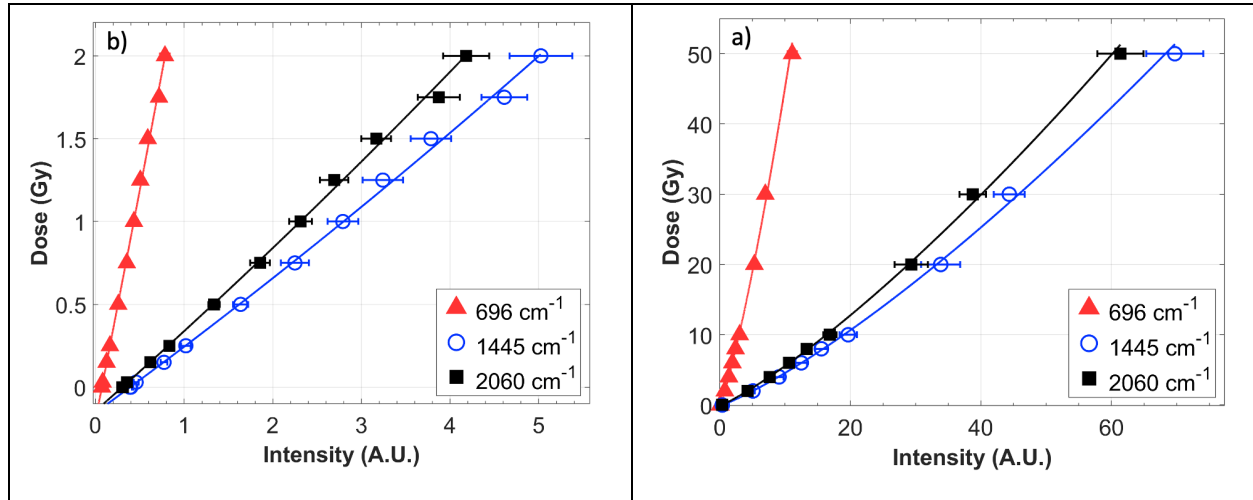 b)
Dose (Gy)
2
1.5
1
0.5
0
696 cm⁻¹
1445 cm⁻¹
2060 cm⁻¹
0 1 2 3 4 5
Intensity (A.U.)
a)
Dose (Gy)
50
40
30
20
10
0
696 cm⁻¹
1445 cm⁻¹
2060 cm⁻¹
0 20 40 60
Intensity (A.U.)